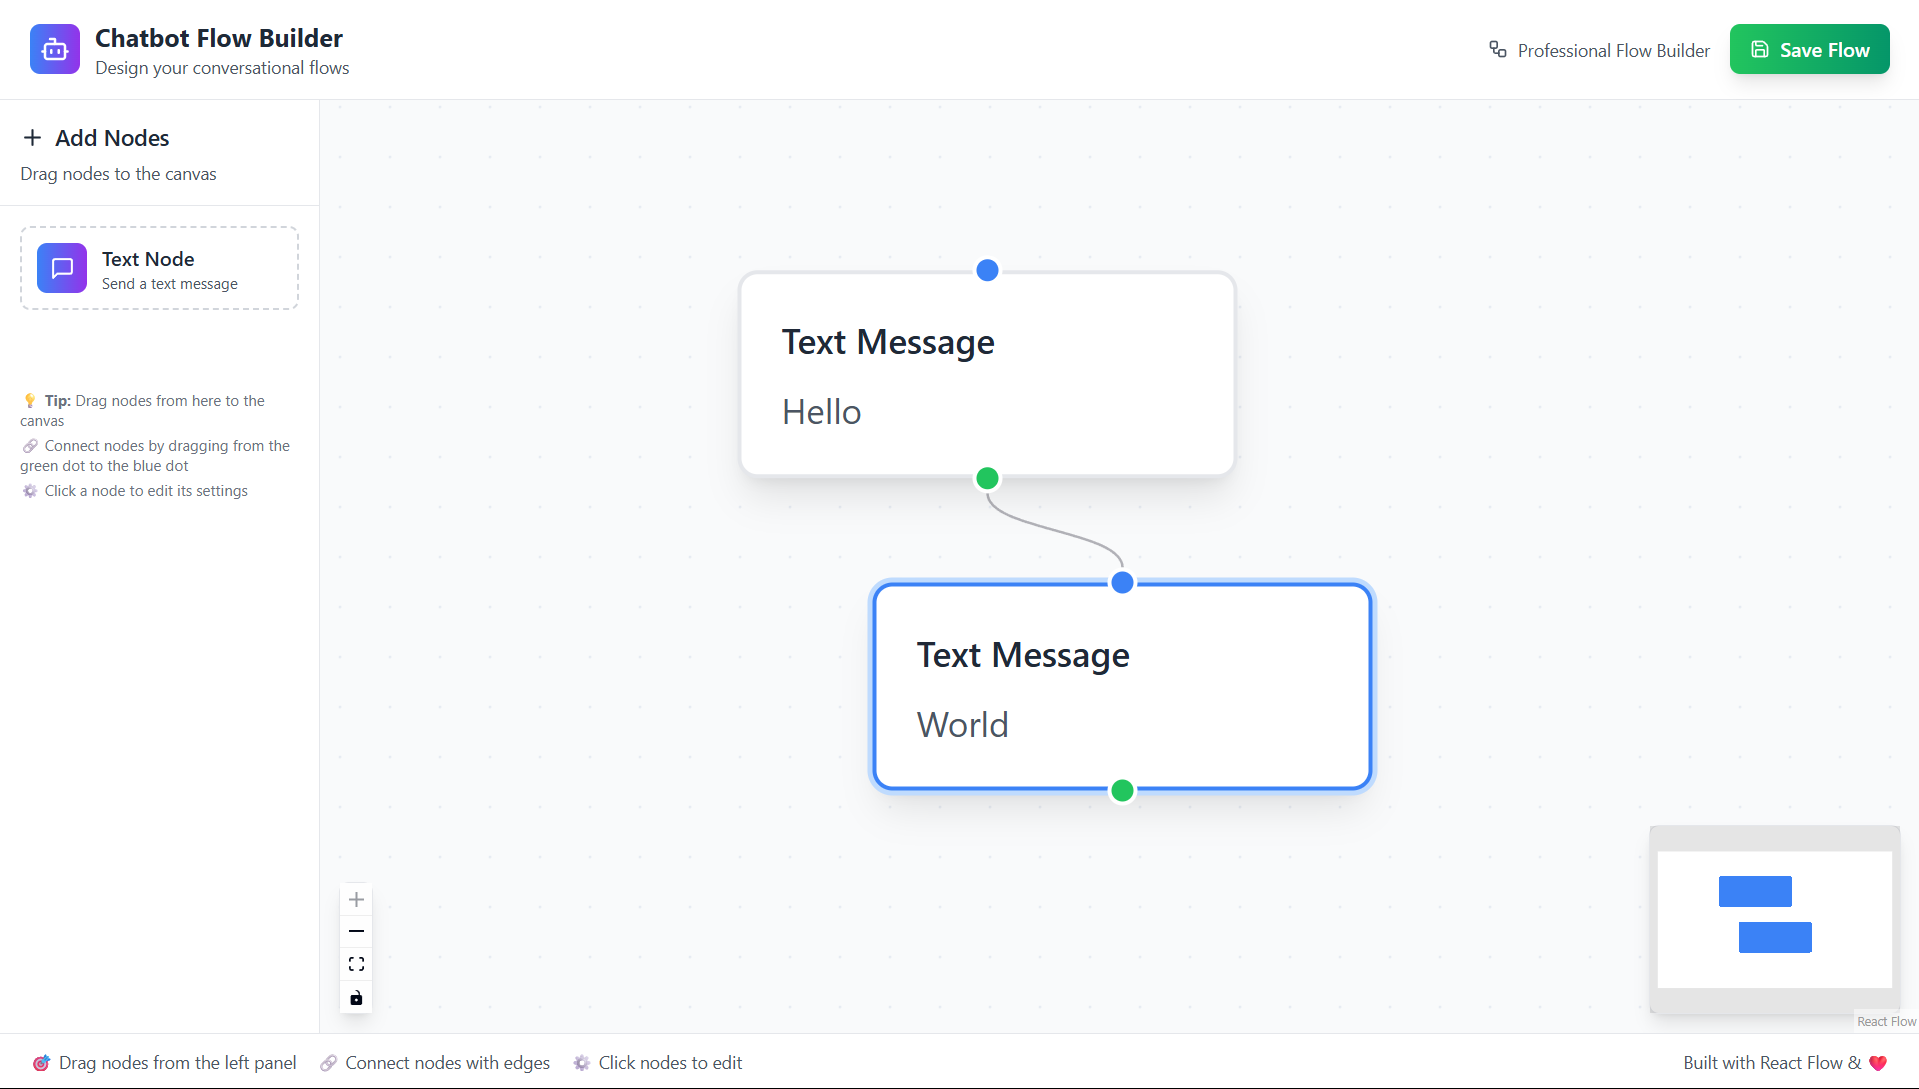 Chatbot Flow Builder
Design your conversational flows
Professional Flow Builder
Save Flow
Add Nodes
Drag nodes to the canvas
Text Node
Send a text message
💡 Tip: Drag nodes from here to the
canvas
🔗 Connect nodes by dragging from the
green dot to the blue dot
⚙️ Click a node to edit its settings
Text Message
Hello
Text Message
World
React Flow
🎯 Drag nodes from the left panel
🔗 Connect nodes with edges
⚙️ Click nodes to edit
Built with React Flow & ❤️